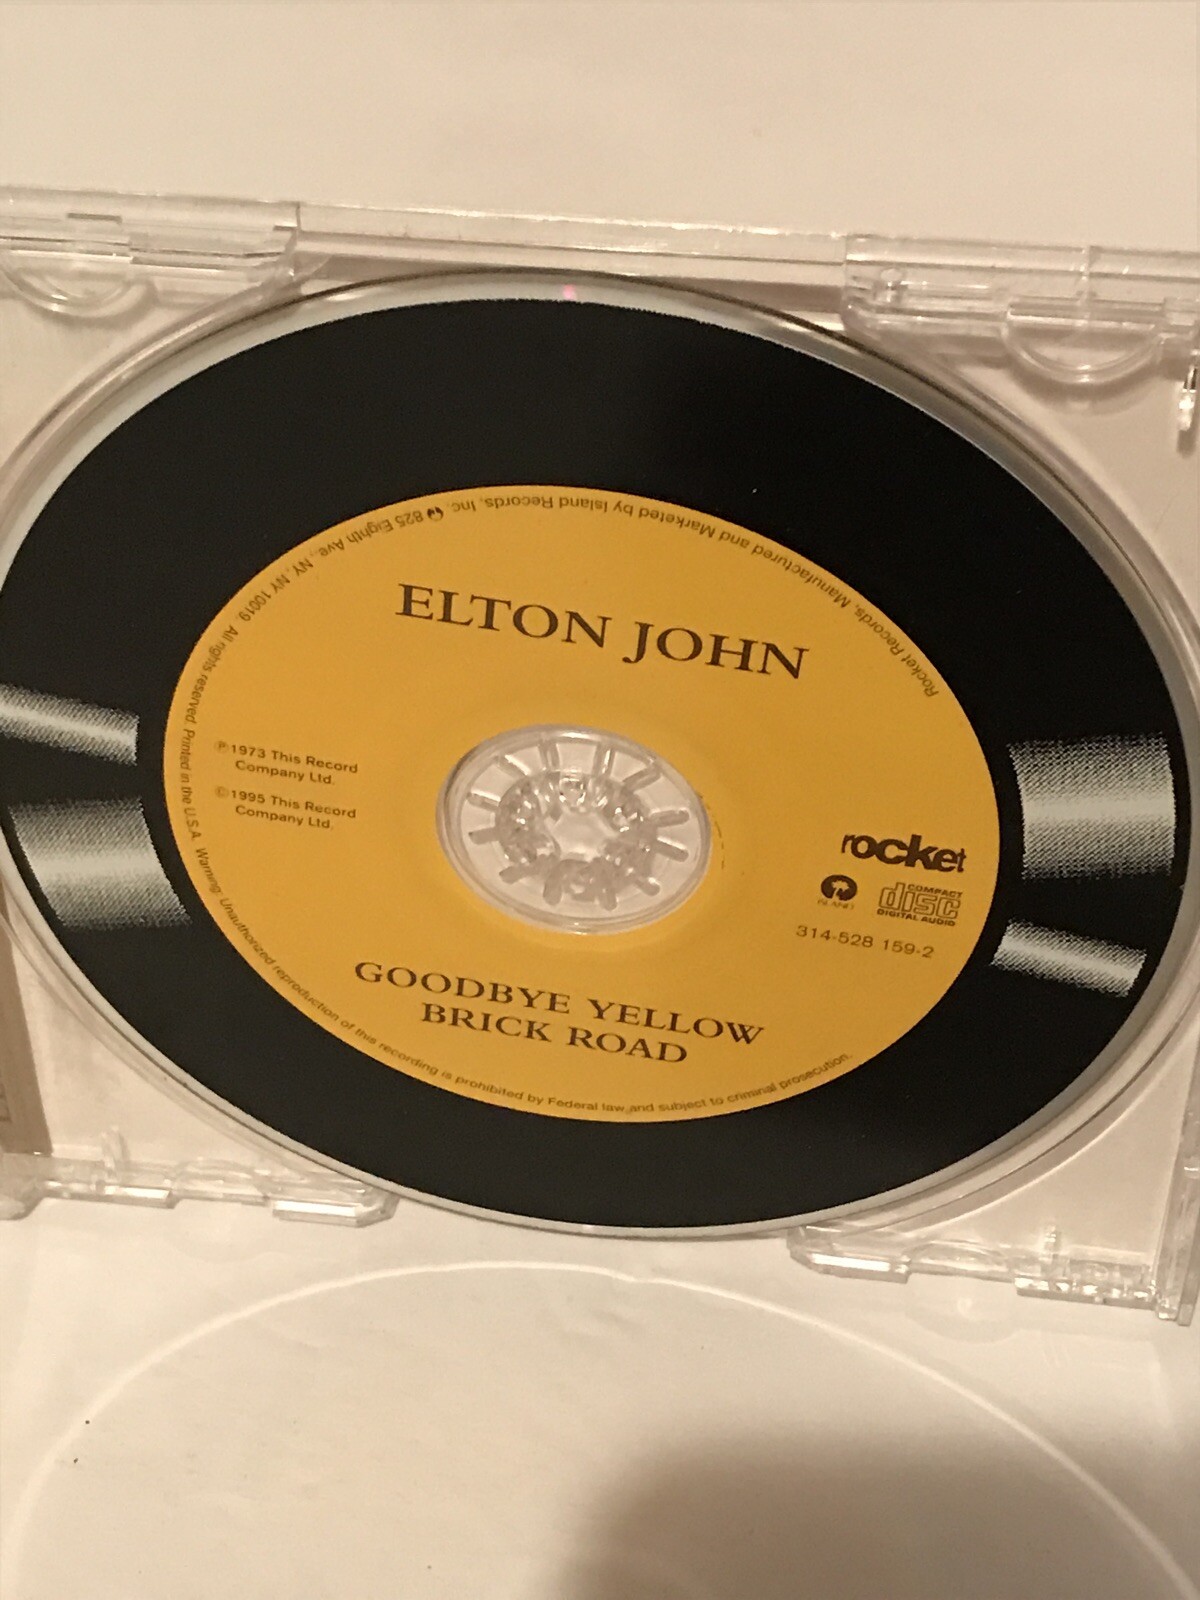 ELTON JOHN
℗1973 This Record
Company Ltd.
©1995 This Record
Company Ltd.
rocket
ISLAND
COMPACT
disc
DIGITAL AUDIO
314-528 159-2
GOODBYE YELLOW
BRICK ROAD
Rocket Records, Manufactured and Marketed by Island Records, Inc. 825 Eighth Ave., NY, NY 10019. All rights reserved. Printed in the U.S.A. Warning: Unauthorized reproduction of this recording is prohibited by Federal law and subject to criminal prosecution.